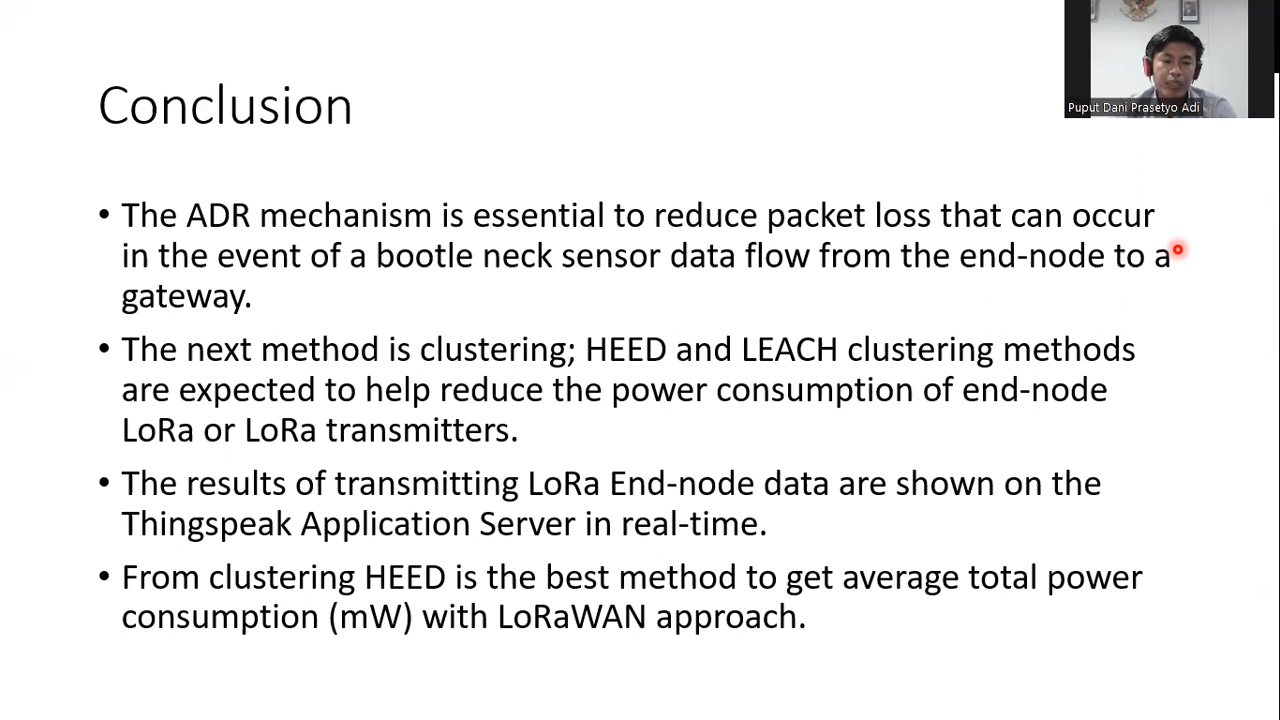 Conclusion
Puput Dani Prasetyo Adi
• The ADR mechanism is essential to reduce packet loss that can occur
in the event of a bootle neck sensor data flow from the end-node to a
gateway.
• The next method is clustering; HEED and LEACH clustering methods
are expected to help reduce the power consumption of end-node
LoRa or LoRa transmitters.
• The results of transmitting LoRa End-node data are shown on the
Thingspeak Application Server in real-time.
• From clustering HEED is the best method to get average total power
consumption (mW) with LoRaWAN approach.